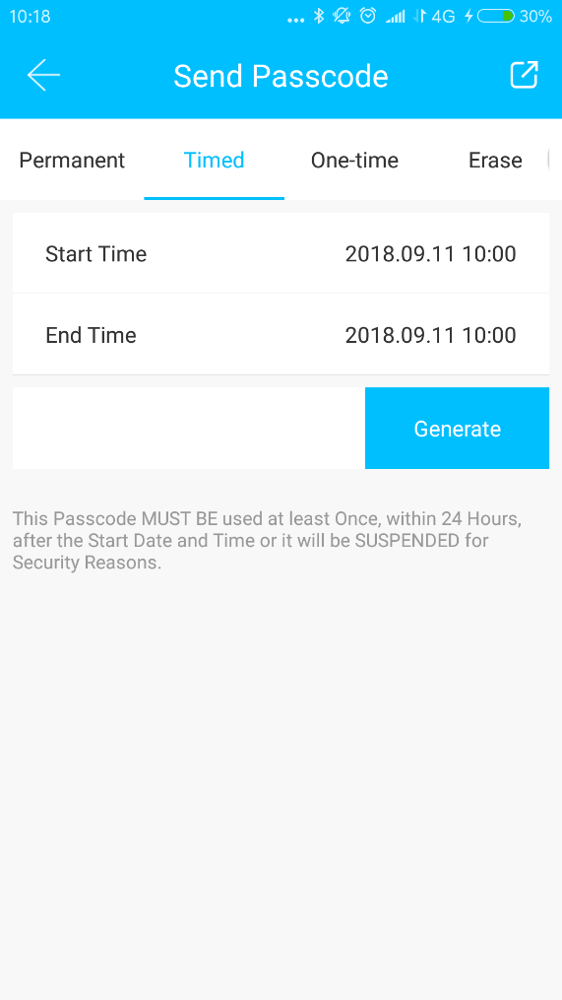 10:18 ... 4G 30%
Send Passcode
Permanent Timed One-time Erase
Start Time 2018.09.11 10:00
End Time 2018.09.11 10:00
Generate
This Passcode MUST BE used at least Once, within 24 Hours,
after the Start Date and Time or it will be SUSPENDED for
Security Reasons.